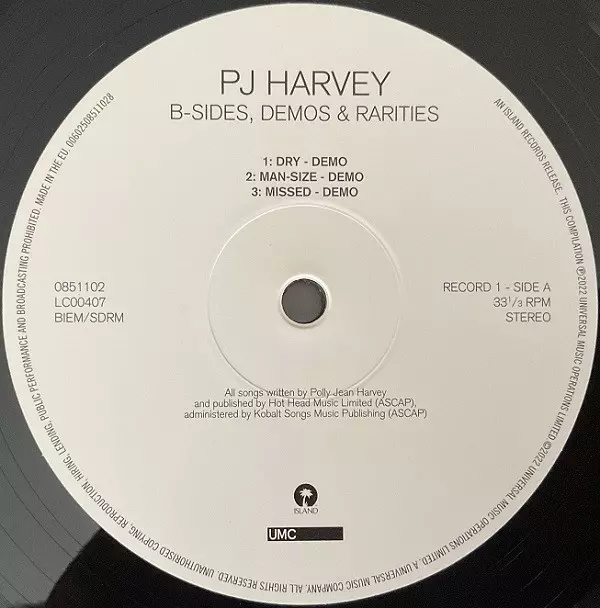 PJ HARVEY
B-SIDES, DEMOS & RARITIES
1: DRY - DEMO
2: MAN-SIZE - DEMO
3: MISSED - DEMO
0851102
LC00407
BIEM/SDRM
RECORD 1 - SIDE A
33¹/₃ RPM
STEREO
All songs written by Polly Jean Harvey
and published by Hot Head Music Limited (ASCAP),
administered by Kobalt Songs Music Publishing (ASCAP)
ISLAND
UMC
AN ISLAND RECORDS RELEASE. THIS COMPILATION ℗2022 UNIVERSAL MUSIC OPERATIONS LIMITED ©2022 UNIVERSAL MUSIC OPERATIONS LIMITED. A UNIVERSAL MUSIC COMPANY. ALL RIGHTS RESERVED. UNAUTHORISED COPYING, REPRODUCTION, HIRING, LENDING, PUBLIC PERFORMANCE AND BROADCASTING PROHIBITED. MADE IN THE EU. 00602508511028